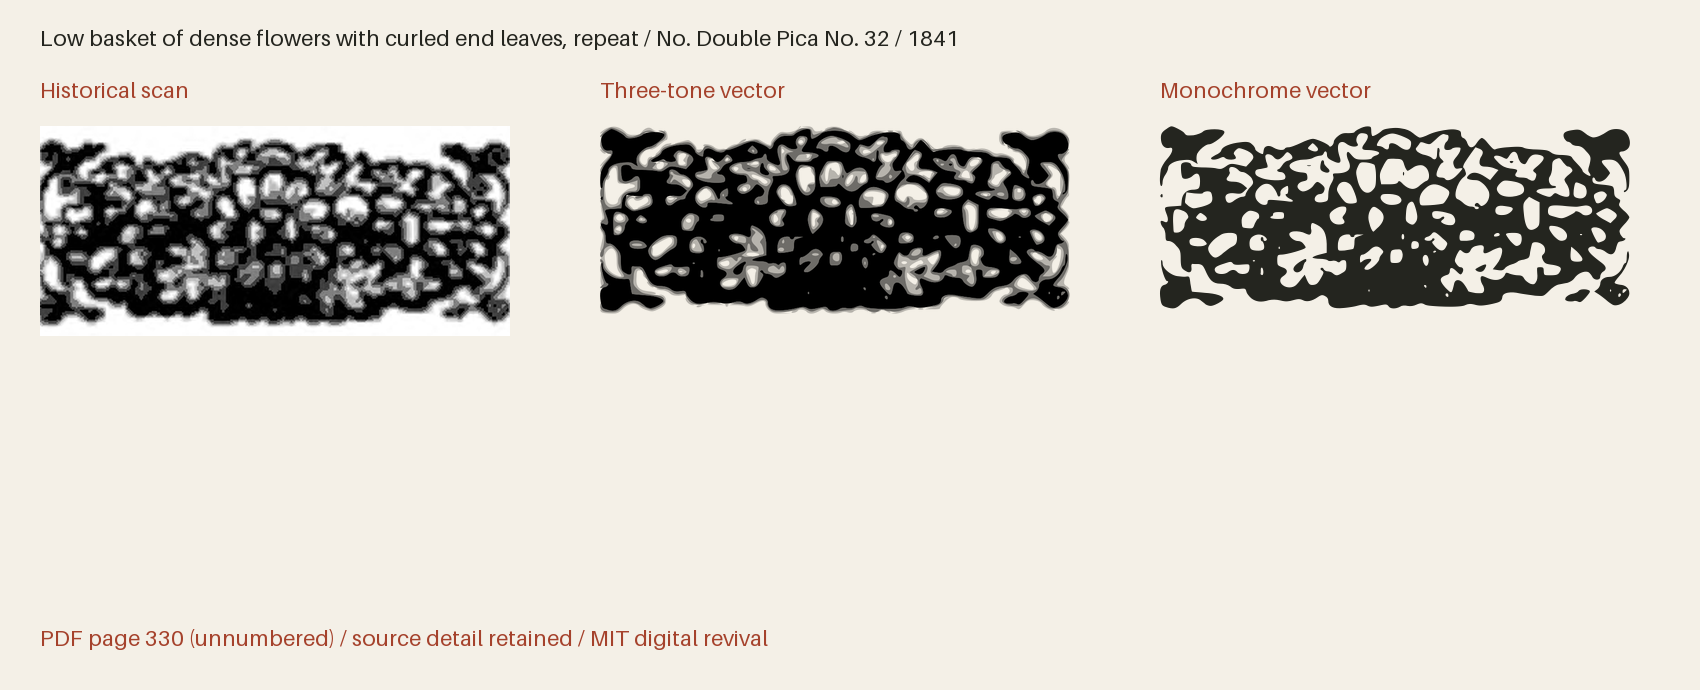 Low basket of dense flowers with curled end leaves, repeat / No. Double Pica No. 32 / 1841
Historical scan
Three-tone vector
Monochrome vector
PDF page 330 (unnumbered) / source detail retained / MIT digital revival